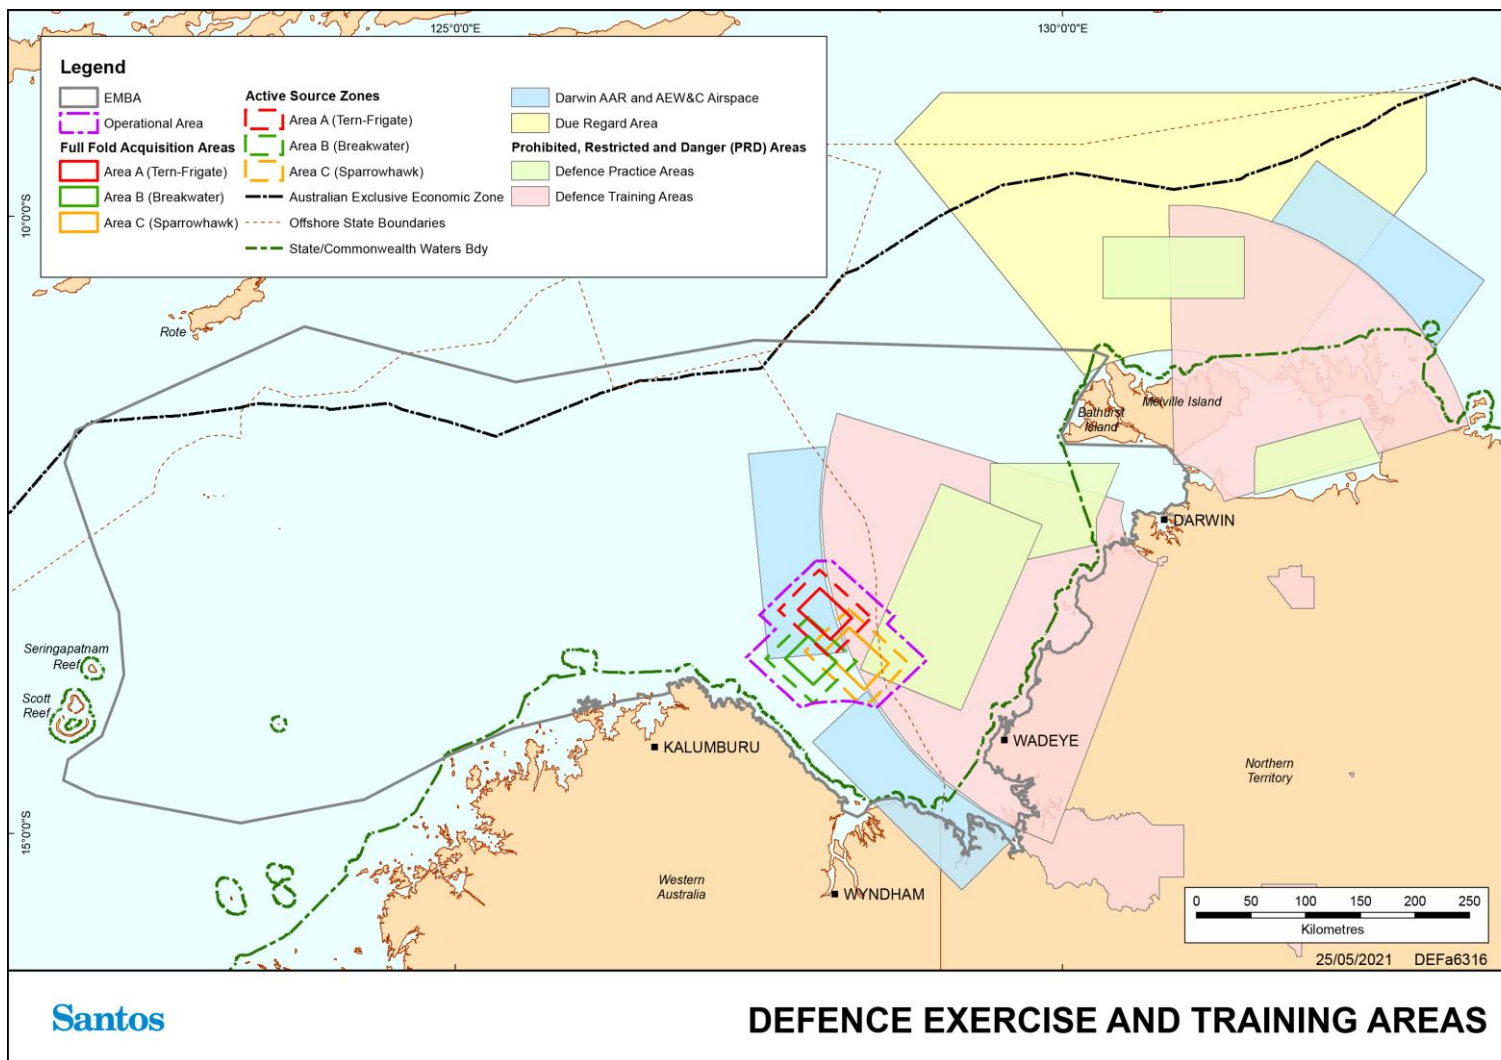 125°0'0"E
130°0'0"E
10°0'0"S
15°0'0"S
Legend
EMBA
Operational Area
Full Fold Acquisition Areas
Area A (Tern-Frigate)
Area B (Breakwater)
Area C (Sparrowhawk)
Active Source Zones
Area A (Tern-Frigate)
Area B (Breakwater)
Area C (Sparrowhawk)
Australian Exclusive Economic Zone
Offshore State Boundaries
State/Commonwealth Waters Bdy
Darwin AAR and AEW&C Airspace
Due Regard Area
Prohibited, Restricted and Danger (PRD) Areas
Defence Practice Areas
Defence Training Areas
Rote
Bathurst
Island
Melville Island
DARWIN
Seringapatnam
Reef
Scott
Reef
KALUMBURU
WADEYE
Northern
Territory
Western
Australia
WYNDHAM
0 50 100 150 200 250
Kilometres
25/05/2021 DEFa6316
Santos
DEFENCE EXERCISE AND TRAINING AREAS